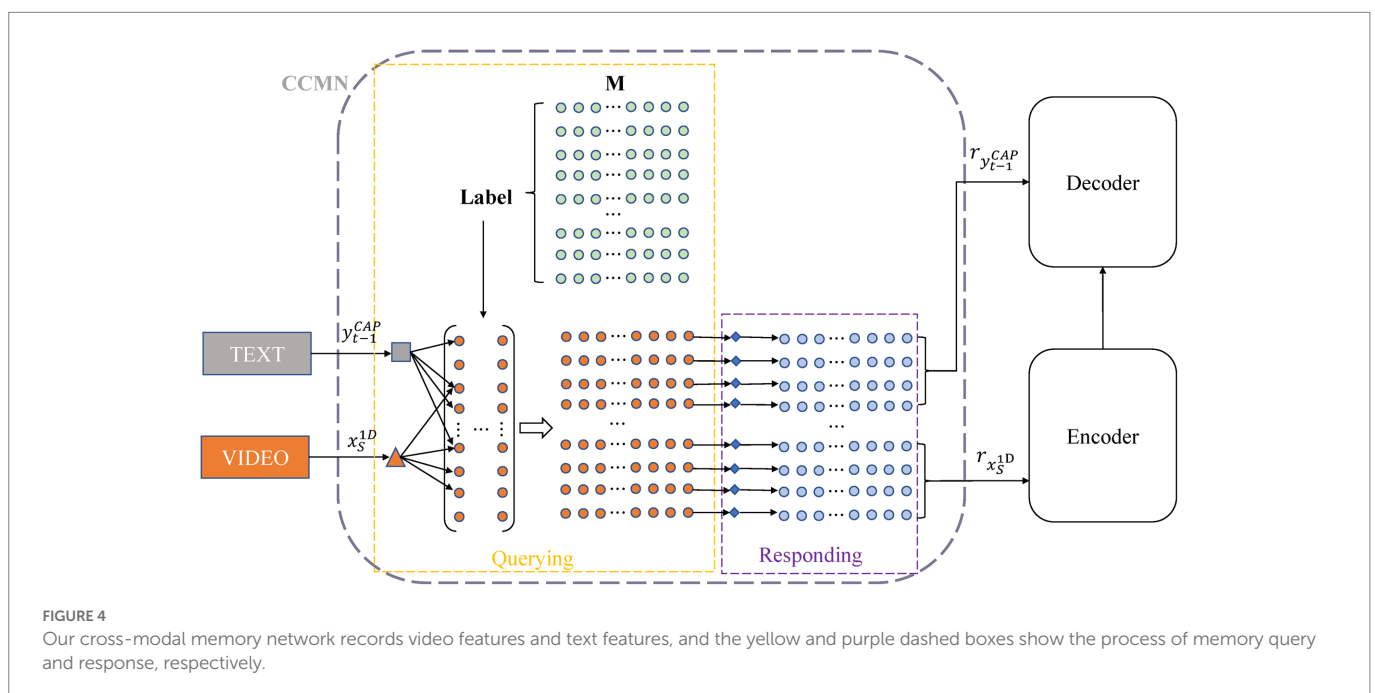 CCMN
M
Label
TEXT
y_{t-1}^{CAP}
VIDEO
x_S^{1D}
Querying
Responding
r_{y_{t-1}^{CAP}}
r_{x_S^{1D}}
Decoder
Encoder
FIGURE 4
Our cross-modal memory network records video features and text features, and the yellow and purple dashed boxes show the process of memory query
and response, respectively.